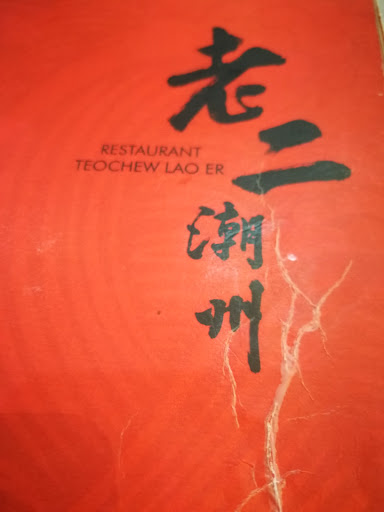 老二
潮州
RESTAURANT
TEOCHEW LAO ER